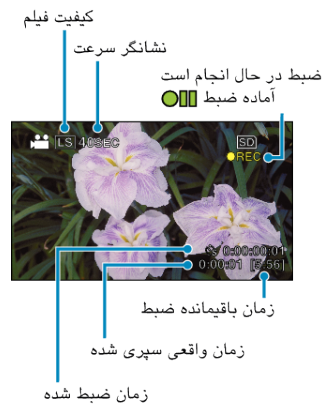 کیفیت فیلم
نشانگر سرعت
ضبط در حال انجام است
آماده ضبط
LS 40SEC
SD
REC
0:00:00:01
0:00:01 [5:56]
زمان باقیمانده ضبط
زمان واقعی سپری شده
زمان ضبط شده